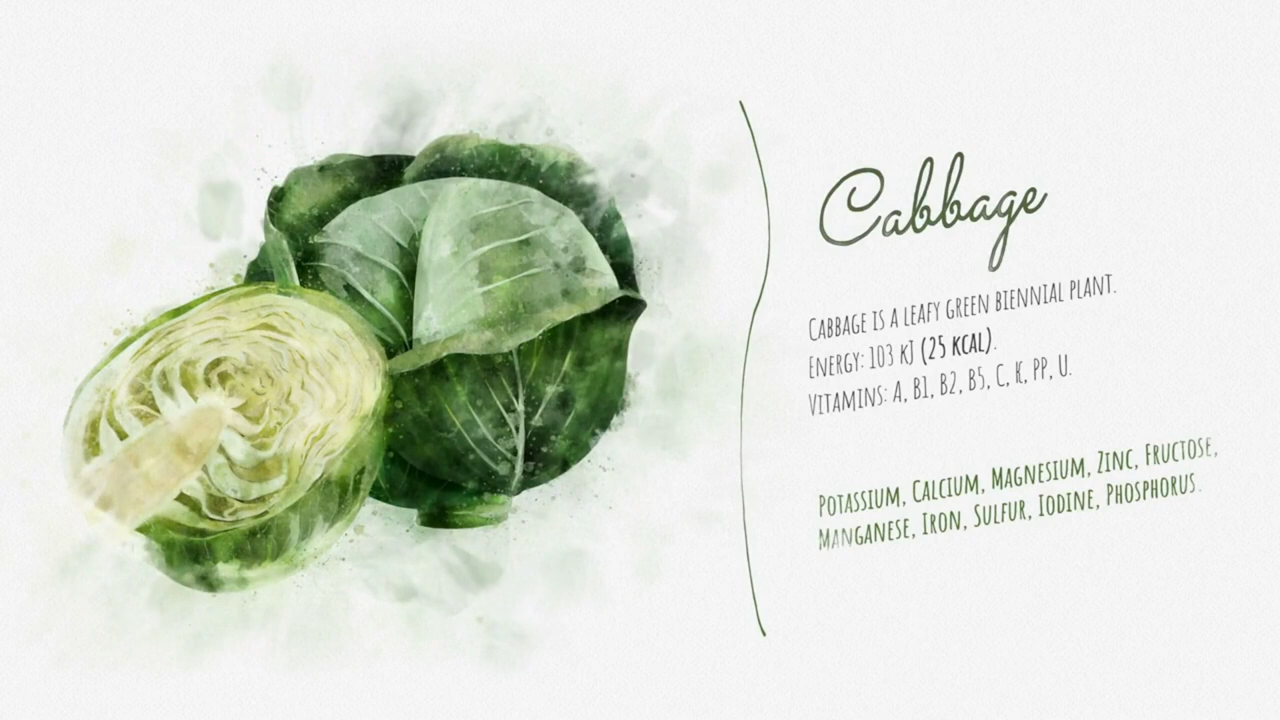 Cabbage
Cabbage is a leafy green biennial plant.
Energy: 103 kJ (25 kcal).
Vitamins: A, B1, B2, B5, C, K, PP, U.
Potassium, Calcium, Magnesium, Zinc, Fructose,
Manganese, Iron, Sulfur, Iodine, Phosphorus.